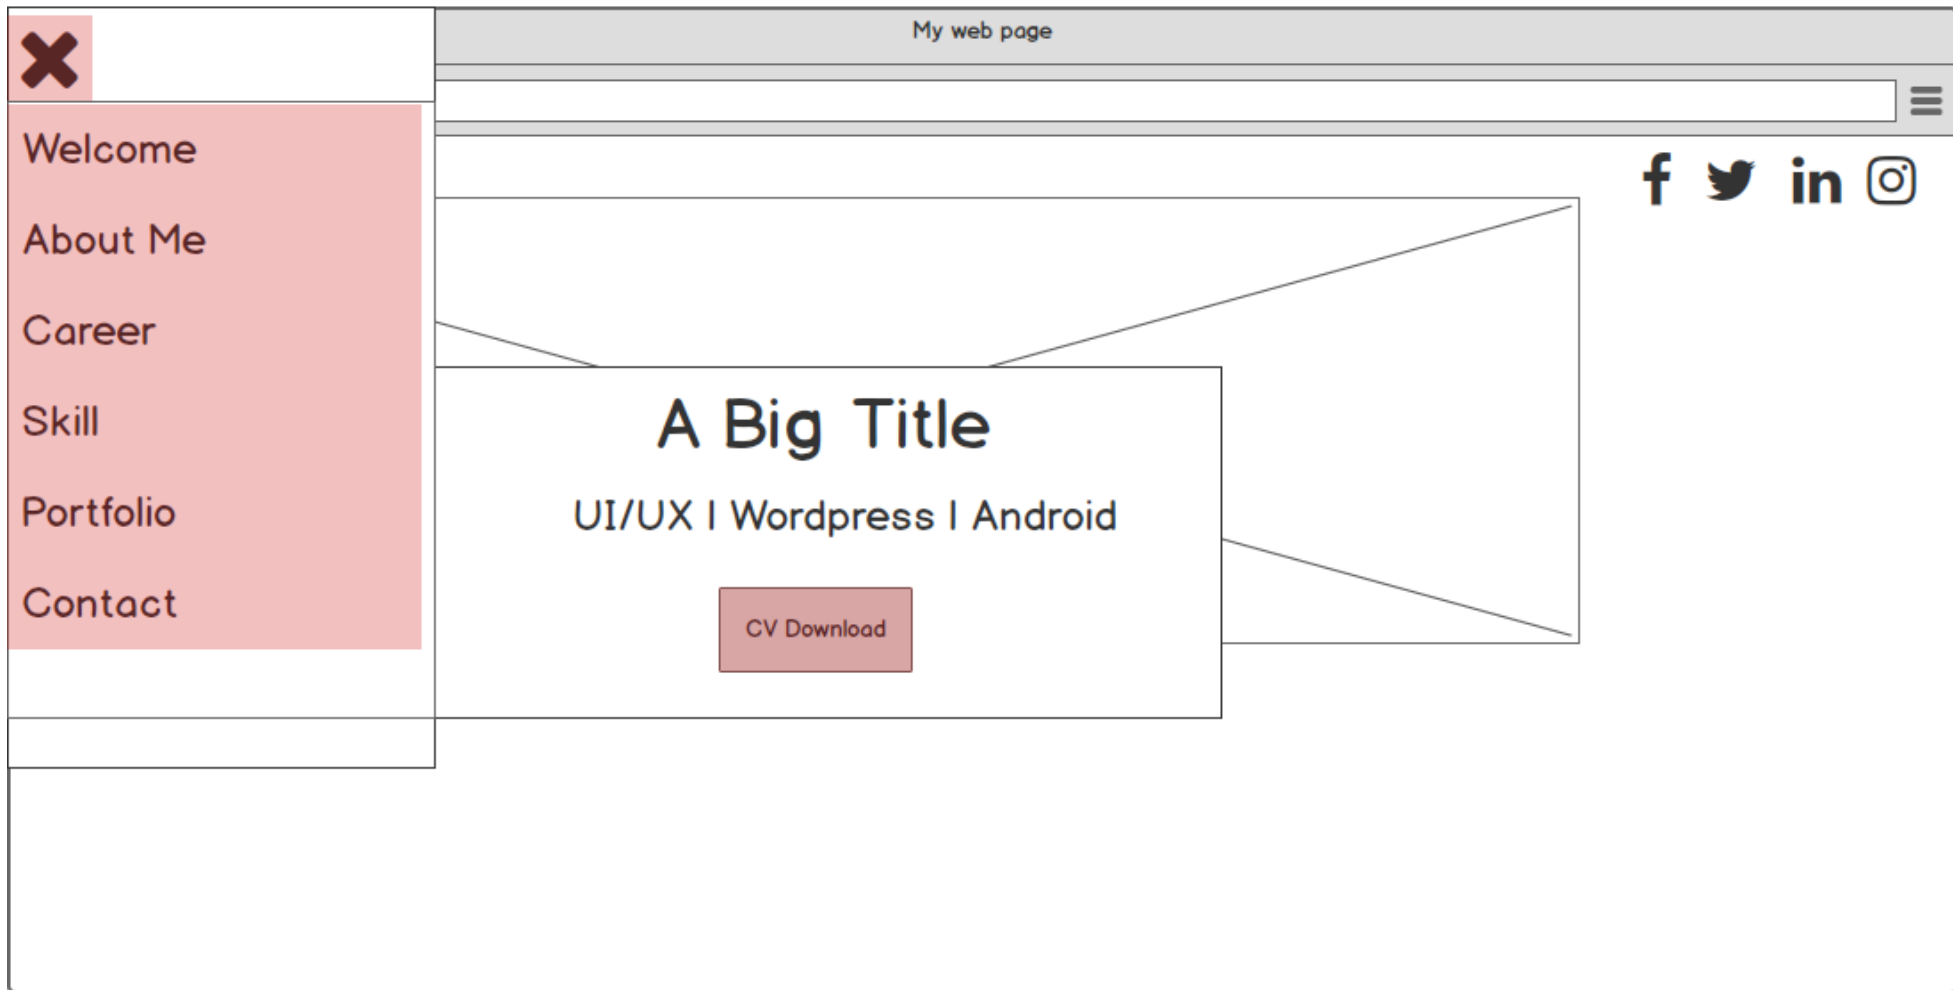 My web page
Welcome
About Me
Career
Skill
Portfolio
Contact
A Big Title
UI/UX | Wordpress | Android
CV Download